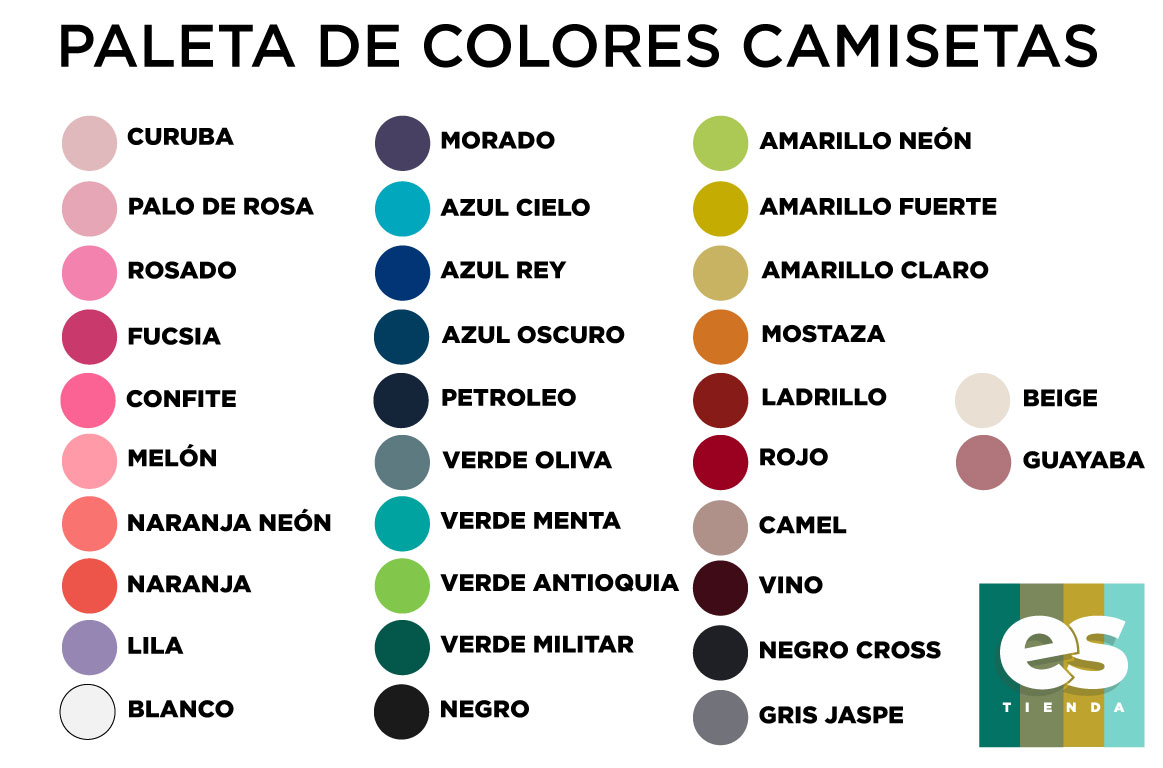 PALETA DE COLORES CAMISETAS
CURUBA
PALO DE ROSA
ROSADO
FUCSIA
CONFITE
MELÓN
NARANJA NEÓN
NARANJA
LILA
BLANCO
MORADO
AZUL CIELO
AZUL REY
AZUL OSCURO
PETROLEO
VERDE OLIVA
VERDE MENTA
VERDE ANTIOQUIA
VERDE MILITAR
NEGRO
AMARILLO NEÓN
AMARILLO FUERTE
AMARILLO CLARO
MOSTAZA
LADRILLO
ROJO
CAMEL
VINO
NEGRO CROSS
GRIS JASPE
BEIGE
GUAYABA
es
TIENDA